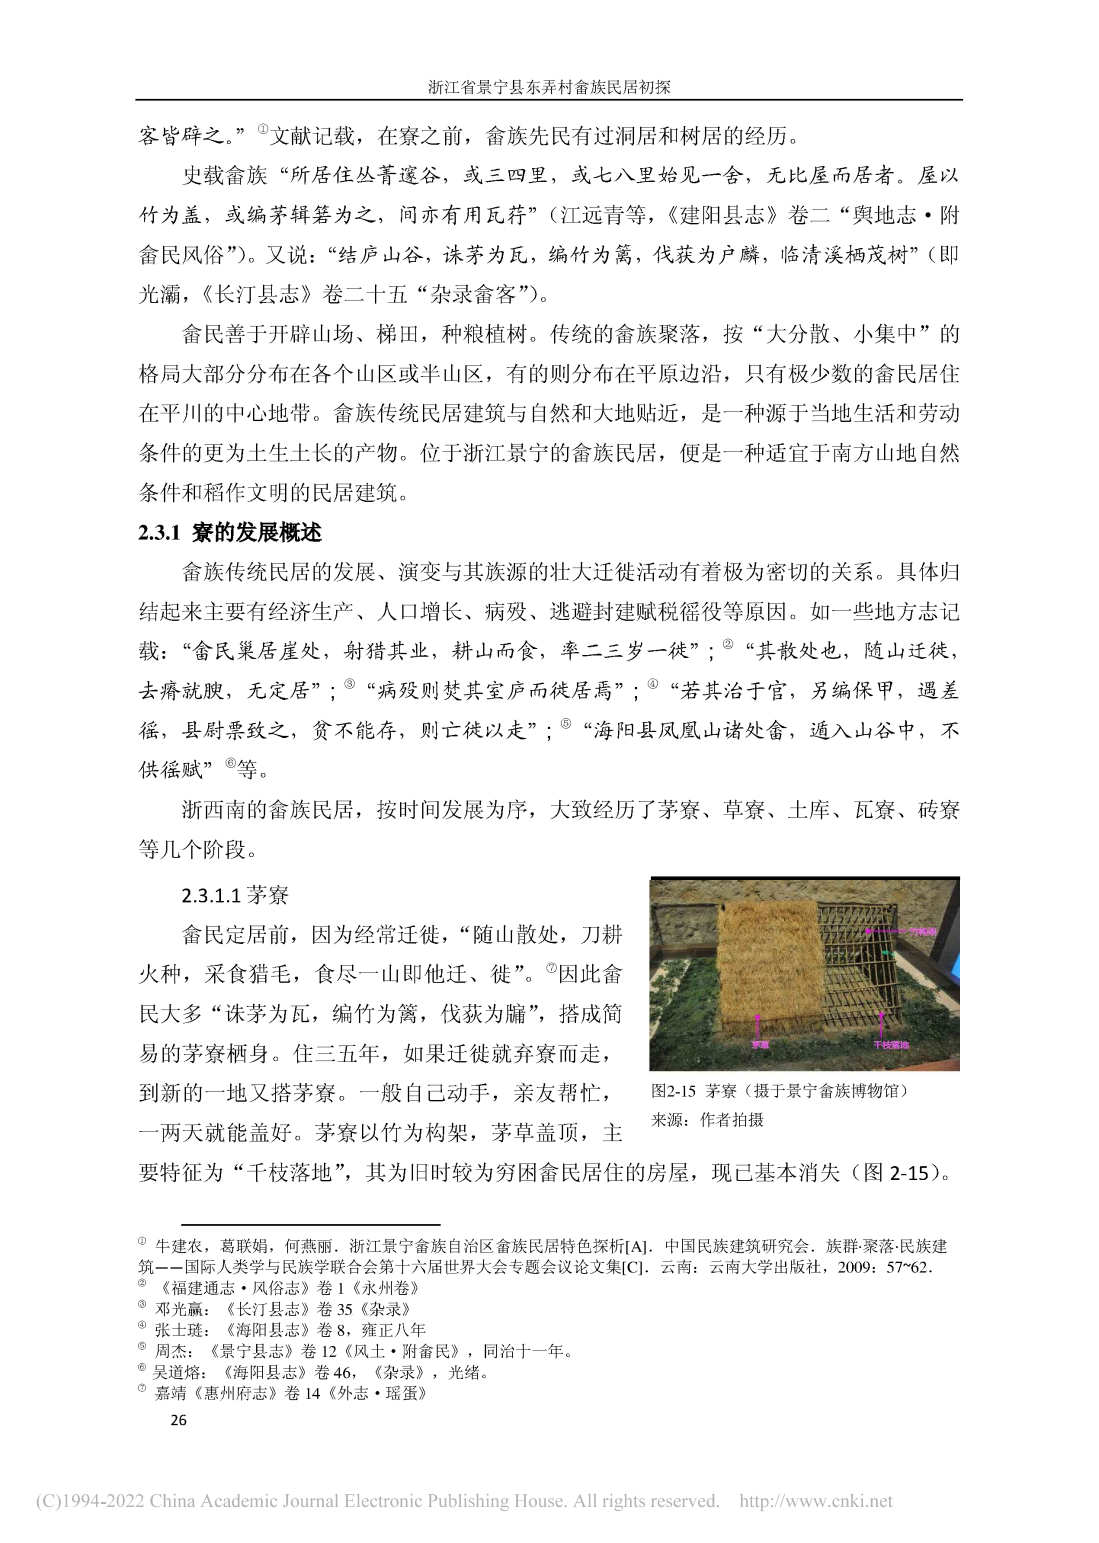 浙江省景宁县东弄村畲族民居初探
客皆辟之。” ①文献记载，在寮之前，畲族先民有过洞居和树居的经历。
史载畲族“所居住丛菁邃谷，或三四里，或七八里始见一舍，无比屋而居者。屋以
竹为盖，或编茅辑箬为之，间亦有用瓦荇”（江远青等，《建阳县志》卷二“舆地志·附
畲民风俗”）。又说：“结庐山谷，诛茅为瓦，编竹为篱，伐荻为户麟，临清溪栖茂树”（即
光灞，《长汀县志》卷二十五“杂录畲客”）。
畲民善于开辟山场、梯田，种粮植树。传统的畲族聚落，按“大分散、小集中”的
格局大部分分布在各个山区或半山区，有的则分布在平原边沿，只有极少数的畲民居住
在平川的中心地带。畲族传统民居建筑与自然和大地贴近，是一种源于当地生活和劳动
条件的更为土生土长的产物。位于浙江景宁的畲族民居，便是一种适宜于南方山地自然
条件和稻作文明的民居建筑。
2.3.1 寮的发展概述
畲族传统民居的发展、演变与其族源的壮大迁徙活动有着极为密切的关系。具体归
结起来主要有经济生产、人口增长、病殁、逃避封建赋税徭役等原因。如一些地方志记
载：“畲民巢居崖处，射猎其业，耕山而食，率二三岁一徙”；②“其散处也，随山迁徙，
去瘠就腴，无定居”；③“病殁则焚其室庐而徙居焉”；④“若其治于官，另编保甲，遇差
徭，县尉票致之，贫不能存，则亡徙以走”；⑤“海阳县凤凰山诸处畲，遁入山谷中，不
供徭赋” ⑥等。
浙西南的畲族民居，按时间发展为序，大致经历了茅寮、草寮、土库、瓦寮、砖寮
等几个阶段。
2.3.1.1 茅寮
畲民定居前，因为经常迁徙，“随山散处，刀耕
火种，采食猎毛，食尽一山即他迁、徙”。⑦因此畲
民大多“诛茅为瓦，编竹为篱，伐荻为牖”，搭成简
易的茅寮栖身。住三五年，如果迁徙就弃寮而走，
到新的一地又搭茅寮。一般自己动手，亲友帮忙，
一两天就能盖好。茅寮以竹为构架，茅草盖顶，主
要特征为“千枝落地”，其为旧时较为穷困畲民居住的房屋，现已基本消失（图 2-15）。
茅草
千枝落地
图2-15 茅寮（摄于景宁畲族博物馆）
来源：作者拍摄
① 牛建农，葛联娟，何燕丽．浙江景宁畲族自治区畲族民居特色探析[A]．中国民族建筑研究会．族群·聚落·民族建
筑——国际人类学与民族学联合会第十六届世界大会专题会议论文集[C]．云南：云南大学出版社，2009：57~62．
② 《福建通志·风俗志》卷 1《永州卷》
③ 邓光赢：《长汀县志》卷 35《杂录》
④ 张士琏：《海阳县志》卷 8，雍正八年
⑤ 周杰：《景宁县志》卷 12《风土·附畲民》，同治十一年。
⑥ 吴道熔：《海阳县志》卷 46，《杂录》，光绪。
⑦ 嘉靖《惠州府志》卷 14《外志·瑶蛋》
26
(C)1994-2022 China Academic Journal Electronic Publishing House. All rights reserved. http://www.cnki.net